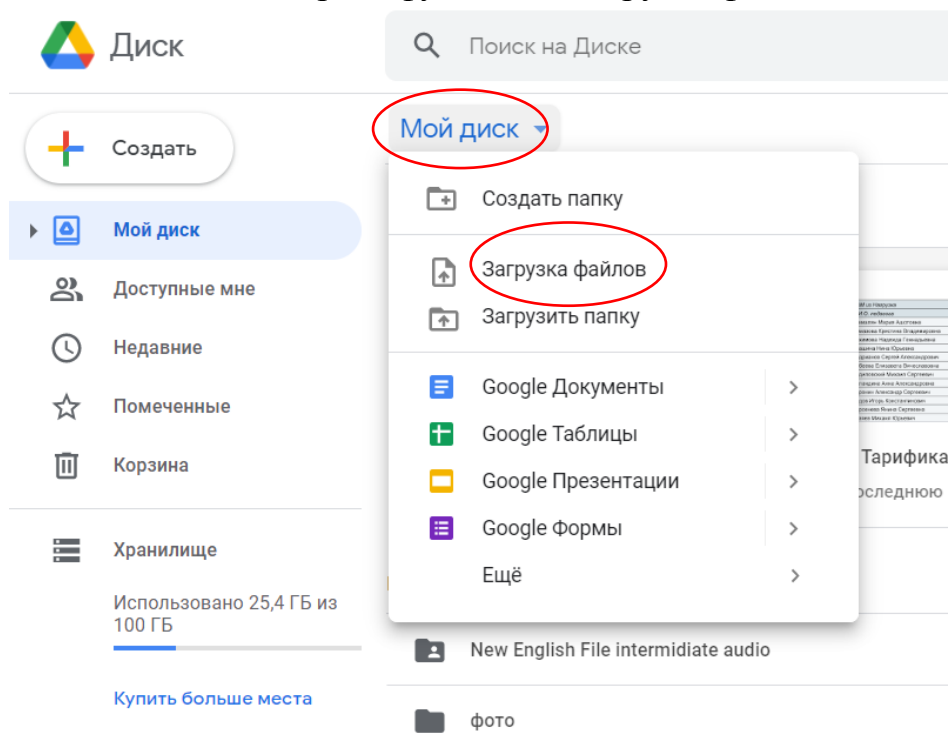 Диск
Поиск на Диске
Мой диск
Создать
Создать папку
Мой диск
Загрузка файлов
Доступные мне
Загрузить папку
Недавние
Google Документы
Помеченные
Google Таблицы
Тарифика
Корзина
Google Презентации
оследнюю
Google Формы
Хранилище
Ещё
Использовано 25,4 ГБ из
100 ГБ
New English File intermidiate audio
Купить больше места
фото